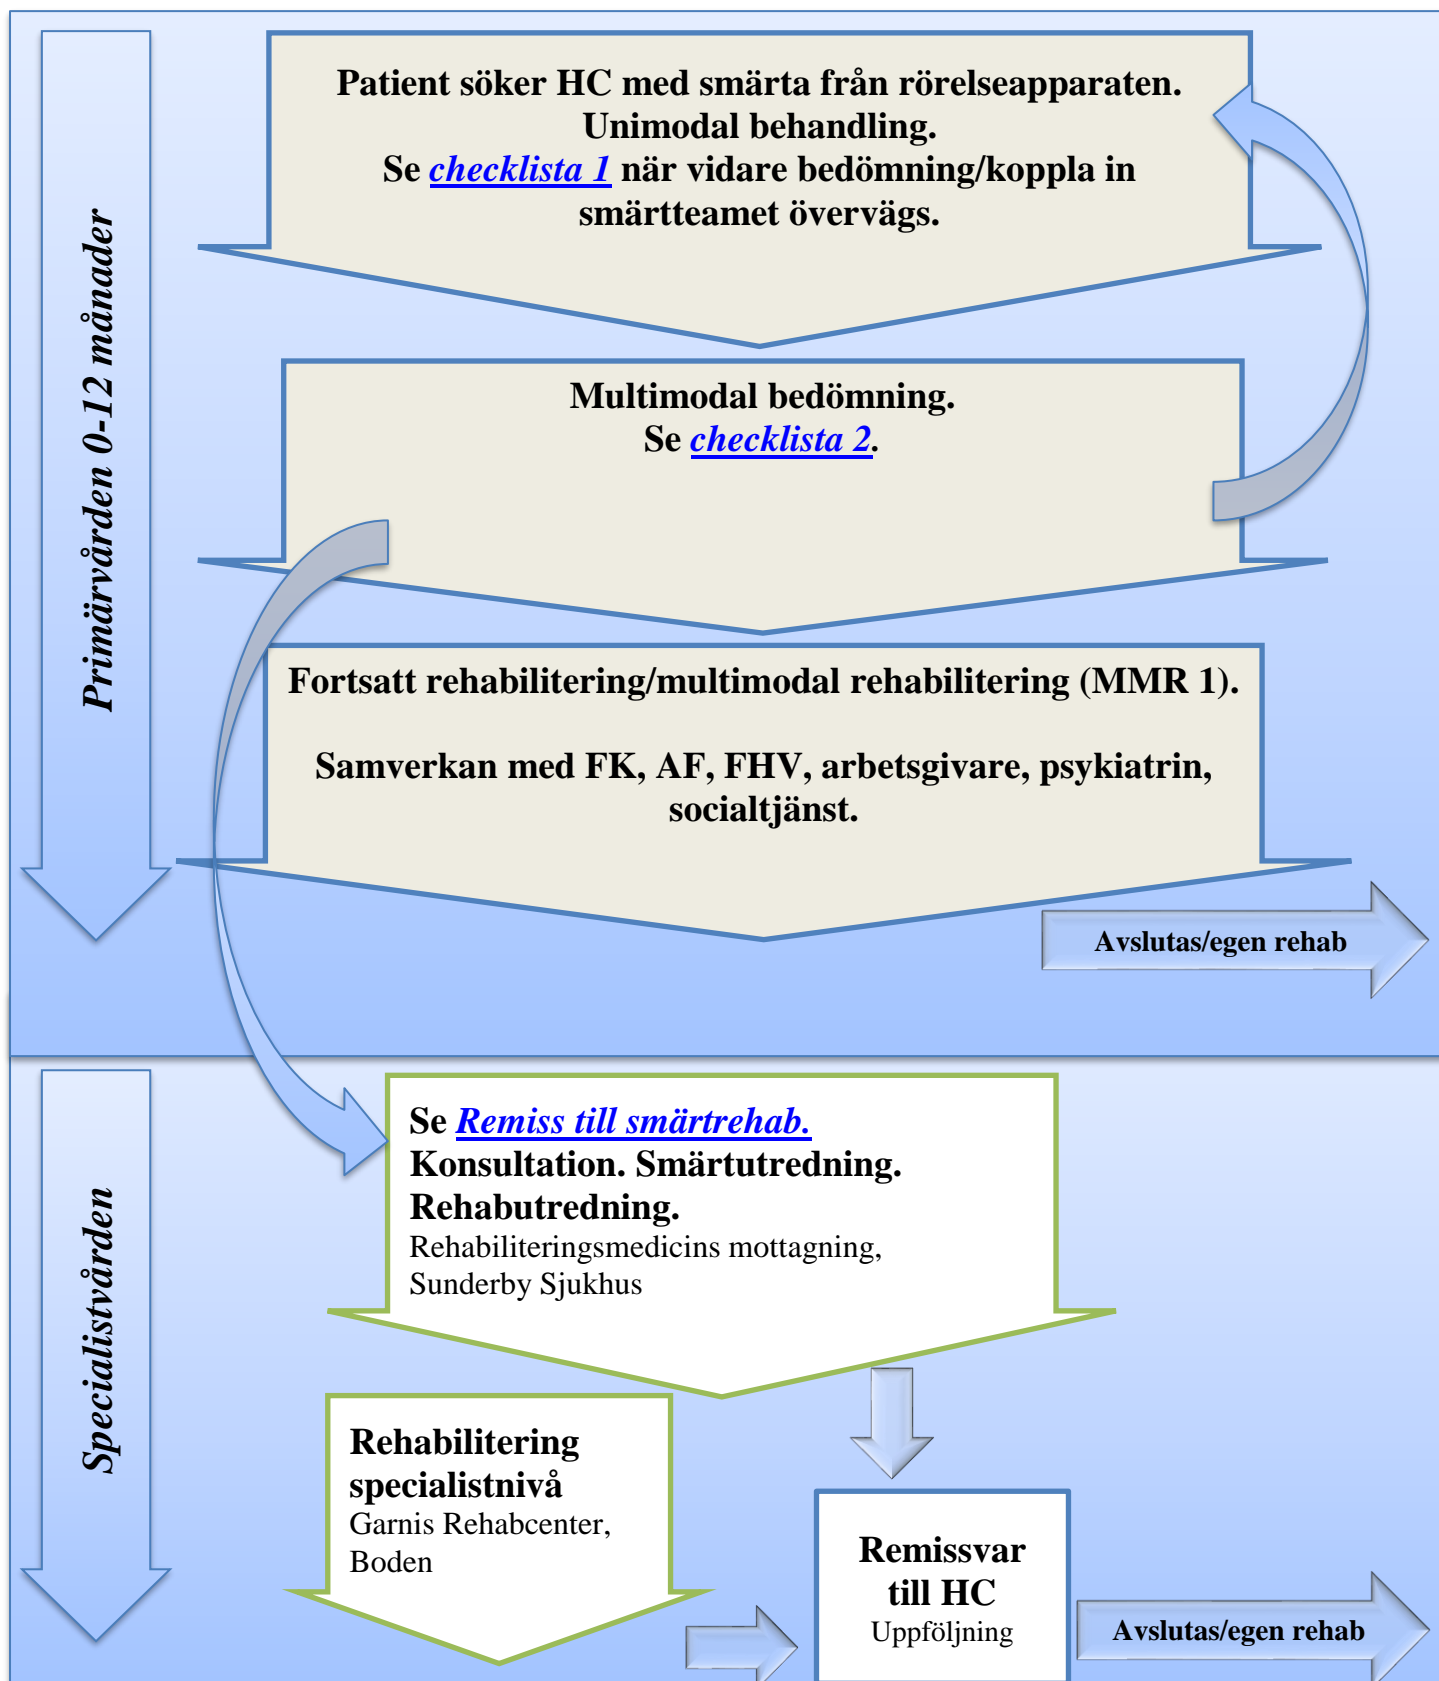 Primärvården 0-12 månader
Patient söker HC med smärta från rörelseapparaten.
Unimodal behandling.
Se checklista 1 när vidare bedömning/koppla in
smärtteamet övervägs.
Multimodal bedömning.
Se checklista 2.
Fortsatt rehabilitering/multimodal rehabilitering (MMR 1).
Samverkan med FK, AF, FHV, arbetsgivare, psykiatrin,
socialtjänst.
Avslutas/egen rehab
Specialistvården
Se Remiss till smärtrehab.
Konsultation. Smärtutredning.
Rehabutredning.
Rehabiliteringsmedicins mottagning,
Sunderby Sjukhus
Rehabilitering
specialistnivå
Garnis Rehabcenter,
Boden
Remissvar
till HC
Uppföljning
Avslutas/egen rehab